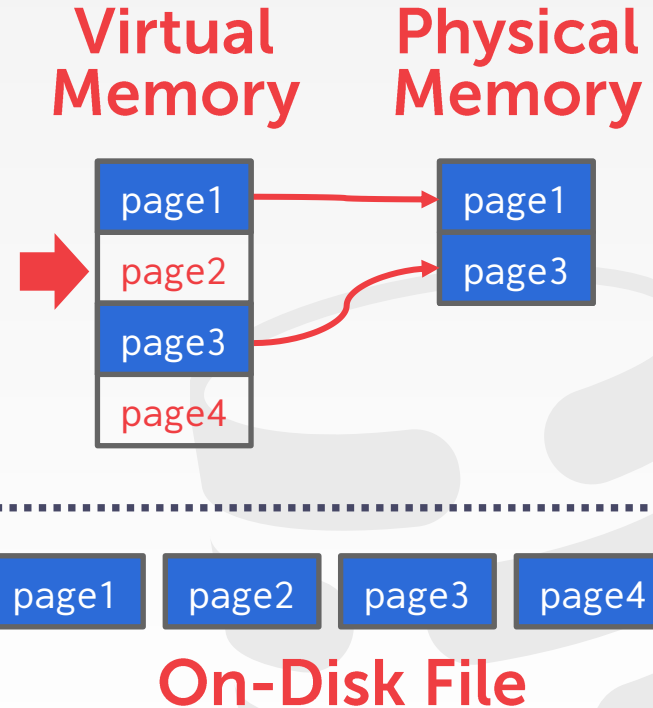 Virtual
Memory
Physical
Memory
page1
page2
page3
page4
page1
page3
page1
page2
page3
page4
On-Disk File